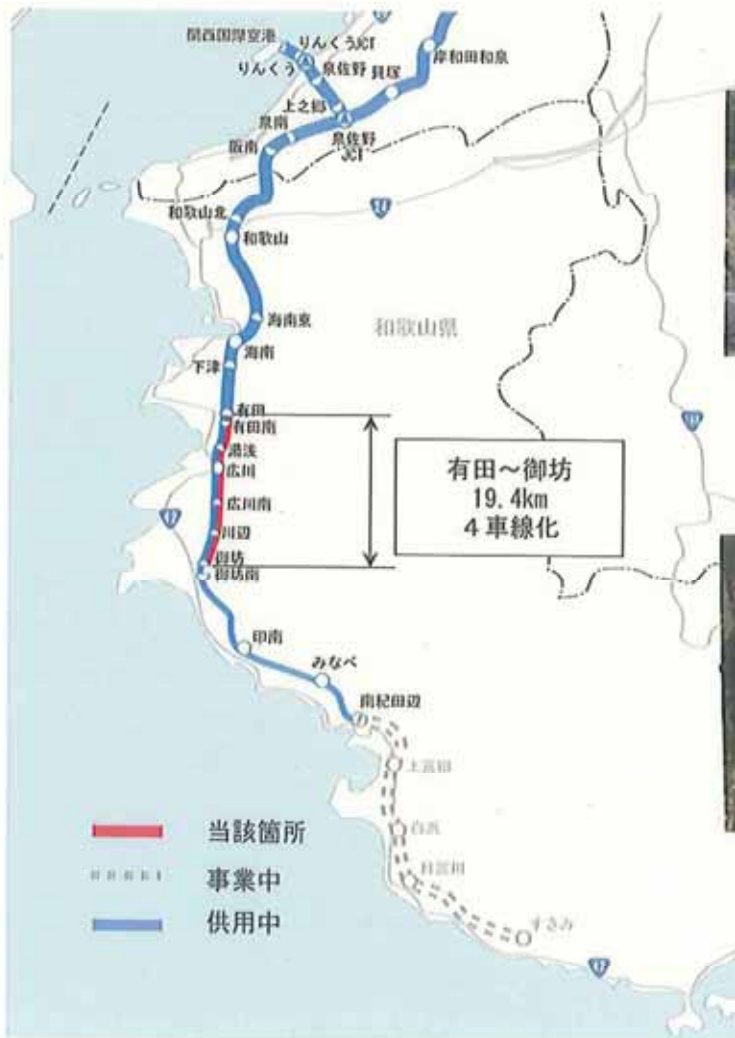 関西国際空港
りんくうJCT
りんくう
泉佐野
岸和田和泉
貝塚
上之郷
泉南
泉佐野
JCT
阪南
24
和歌山北
和歌山
海南東
和歌山県
海南
下津
有田
有田南
湯浅
広川
有田～御坊
19.4km
4車線化
広川南
42
川辺
御坊
御坊南
印南
みなべ
南紀田辺
上富田
白浜
日置川
すさみ
42
当該箇所
事業中
供用中